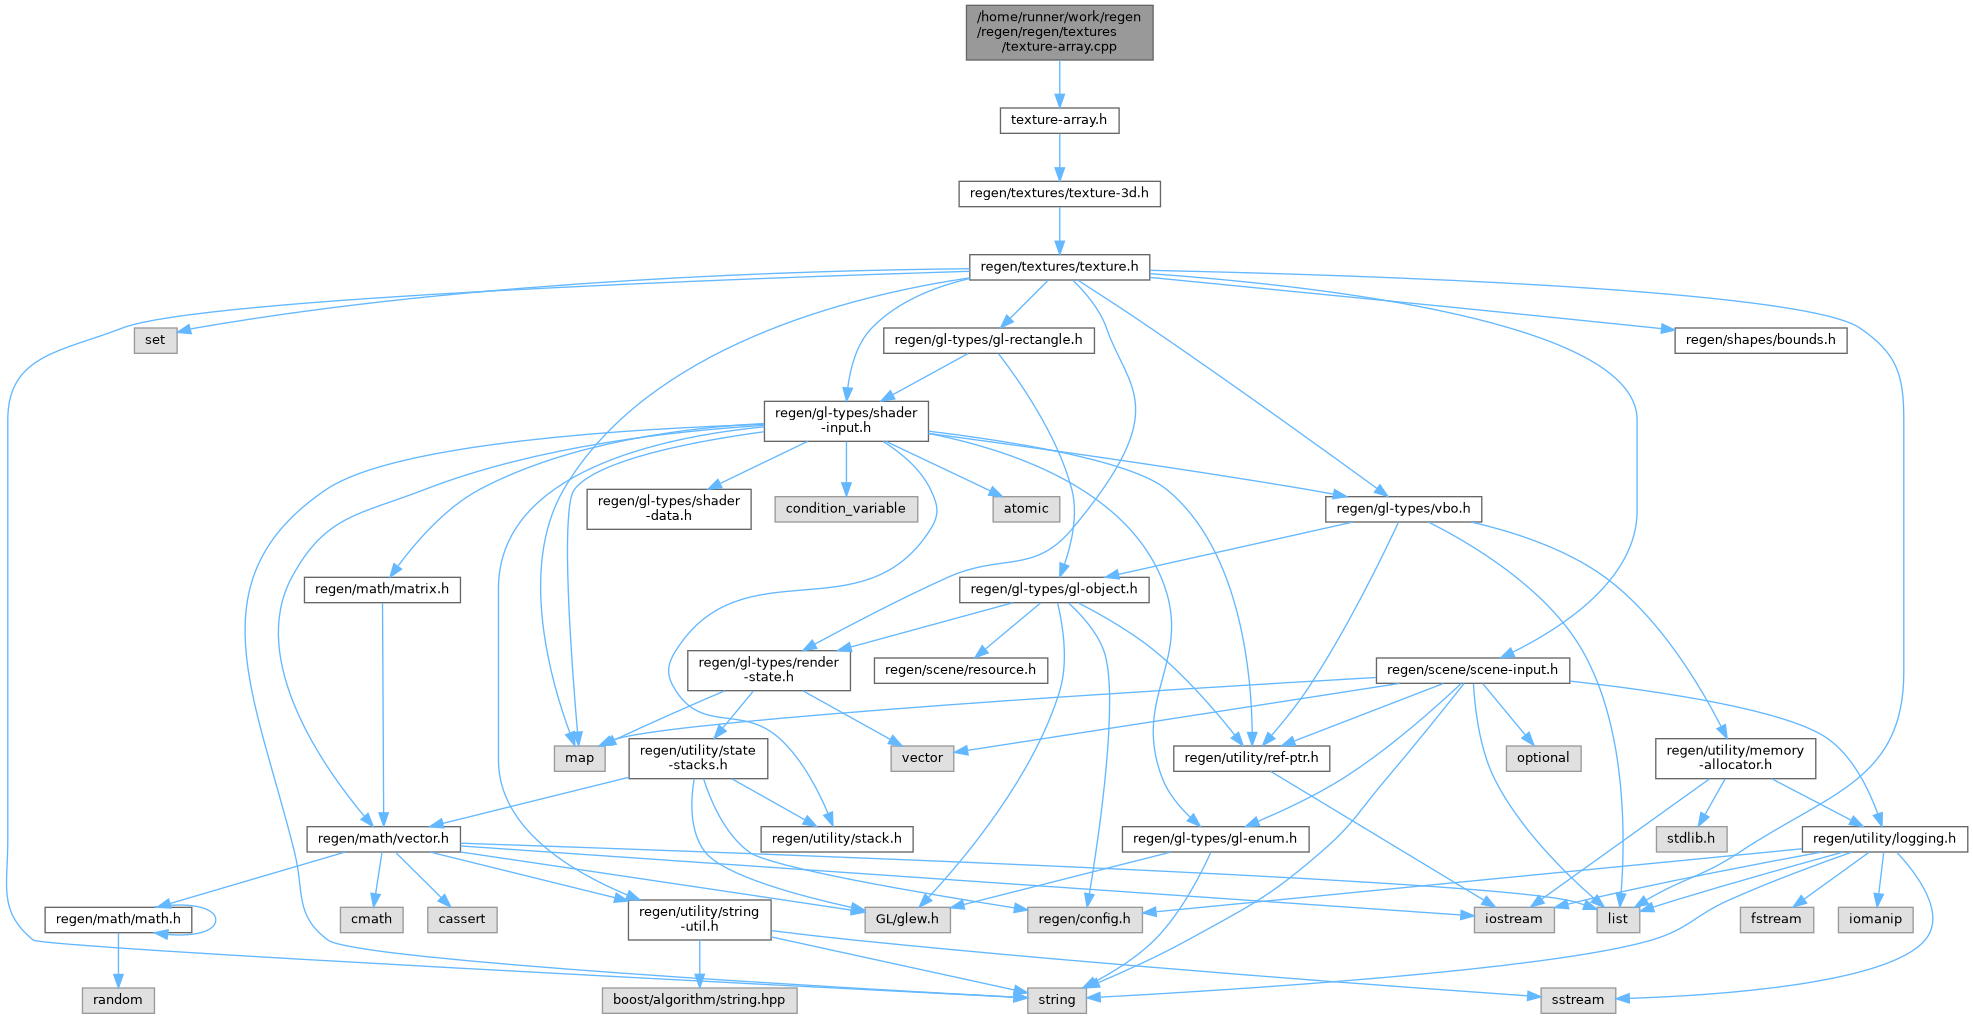 /home/runner/work/regen
/regen/regen/textures
/texture-array.cpp
texture-array.h
regen/textures/texture-3d.h
regen/textures/texture.h
set
regen/gl-types/gl-rectangle.h
regen/shapes/bounds.h
regen/gl-types/shader
-input.h
regen/gl-types/shader
-data.h
condition_variable
atomic
regen/gl-types/vbo.h
regen/math/matrix.h
regen/gl-types/gl-object.h
regen/gl-types/render
-state.h
regen/scene/resource.h
regen/scene/scene-input.h
map
regen/utility/state
-stacks.h
vector
regen/utility/ref-ptr.h
optional
regen/utility/memory
-allocator.h
regen/math/vector.h
regen/utility/stack.h
regen/gl-types/gl-enum.h
stdlib.h
regen/utility/logging.h
regen/math/math.h
cmath
cassert
regen/utility/string
-util.h
GL/glew.h
regen/config.h
iostream
list
fstream
iomanip
random
boost/algorithm/string.hpp
string
sstream